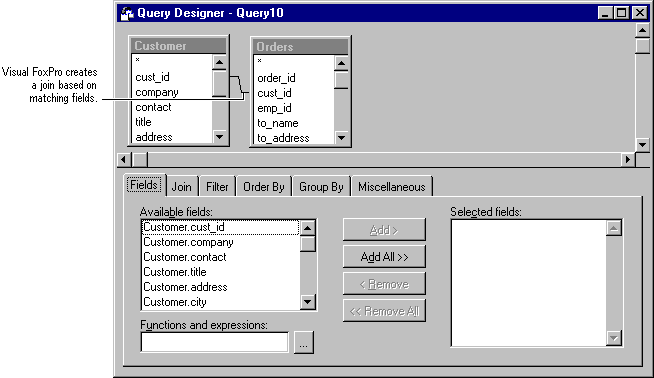 Query Designer - Query10
Visual FoxPro creates
a join based on
matching fields.
Customer
*
cust_id
company
contact
title
address
Orders
*
order_id
cust_id
emp_id
to_name
to_address
Fields Join Filter Order By Group By Miscellaneous
Available fields:
Customer.cust_id
Customer.company
Customer.contact
Customer.title
Customer.address
Customer.city
Functions and expressions:
...
Add >
Add All >>
< Remove
<< Remove All
Selected fields: